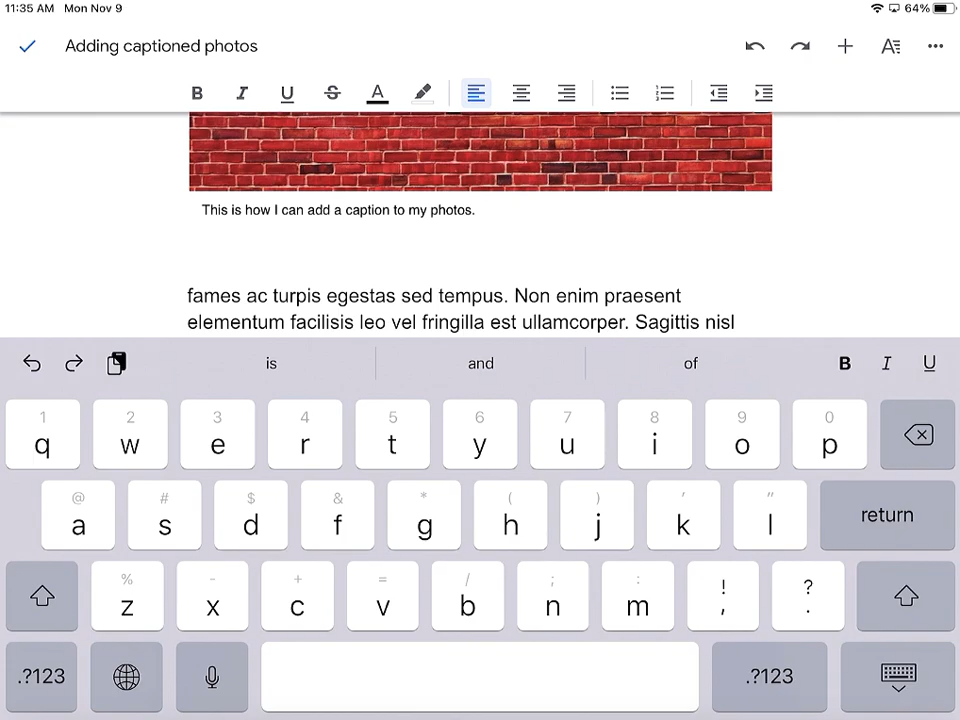 11:35 AM Mon Nov 9 64%
Adding captioned photos
B I U S A
This is how I can add a caption to my photos.
fames ac turpis egestas sed tempus. Non enim praesent
elementum facilisis leo vel fringilla est ullamcorper. Sagittis nisl
is and of B I U
1 2 3 4 5 6 7 8 9 0
q w e r t y u i o p
@ # $ & * ( ) ' "
a s d f g h j k l return
% - + = / ; : ! ?
z x c v b n m , .
.?123 .?123